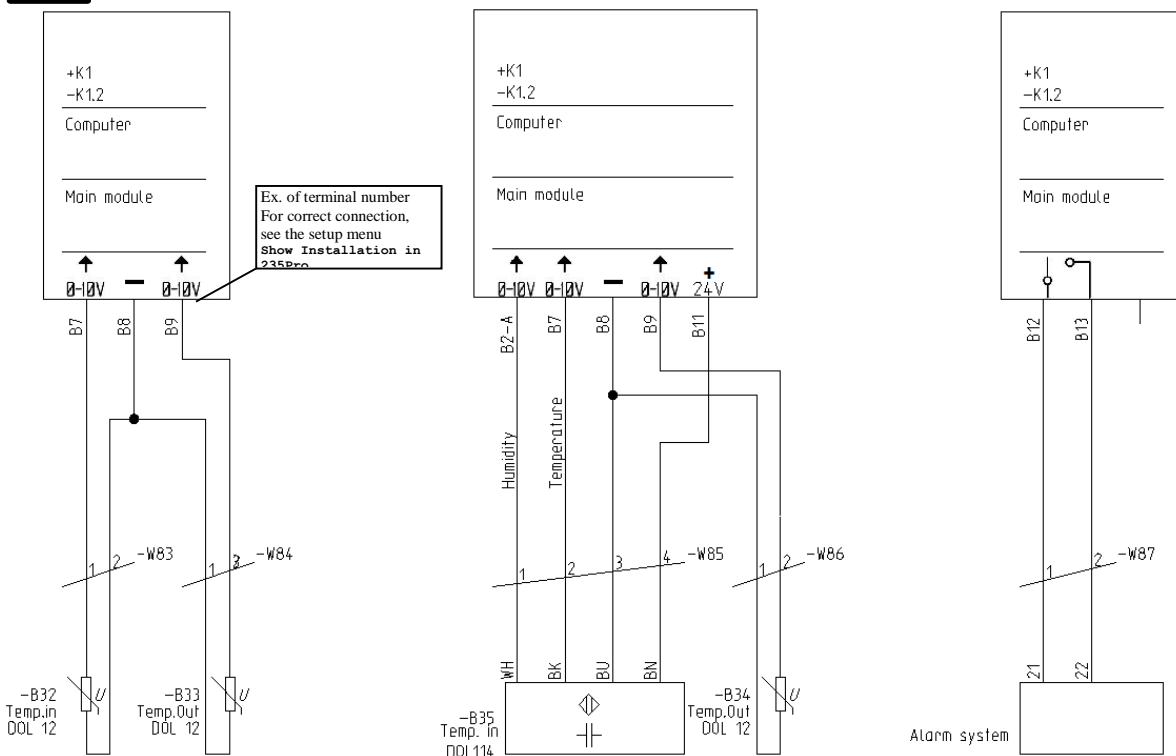 +K1
-K1.2
Computer
Main module
0-10V
0-10V
B7
B8
B9
Ex. of terminal number
For correct connection,
see the setup menu
Show Installation in
235Pro
1
2
-W83
1
-W84
-B32
Temp.in
DOL 12
U
-B33
Temp.Out
DOL 12
U
+K1
-K1.2
Computer
Main module
0-10V
0-10V
0-10V
+
24V
B2-A
B7
B8
B9
B11
Humidity
Temperature
1
2
3
4
-W85
1
2
-W86
WH
BK
BU
BN
-B35
Temp. in
DOL114
-B34
Temp.Out
DOL 12
U
+K1
-K1.2
Computer
Main module
B12
B13
1
2
-W87
21
22
Alarm system